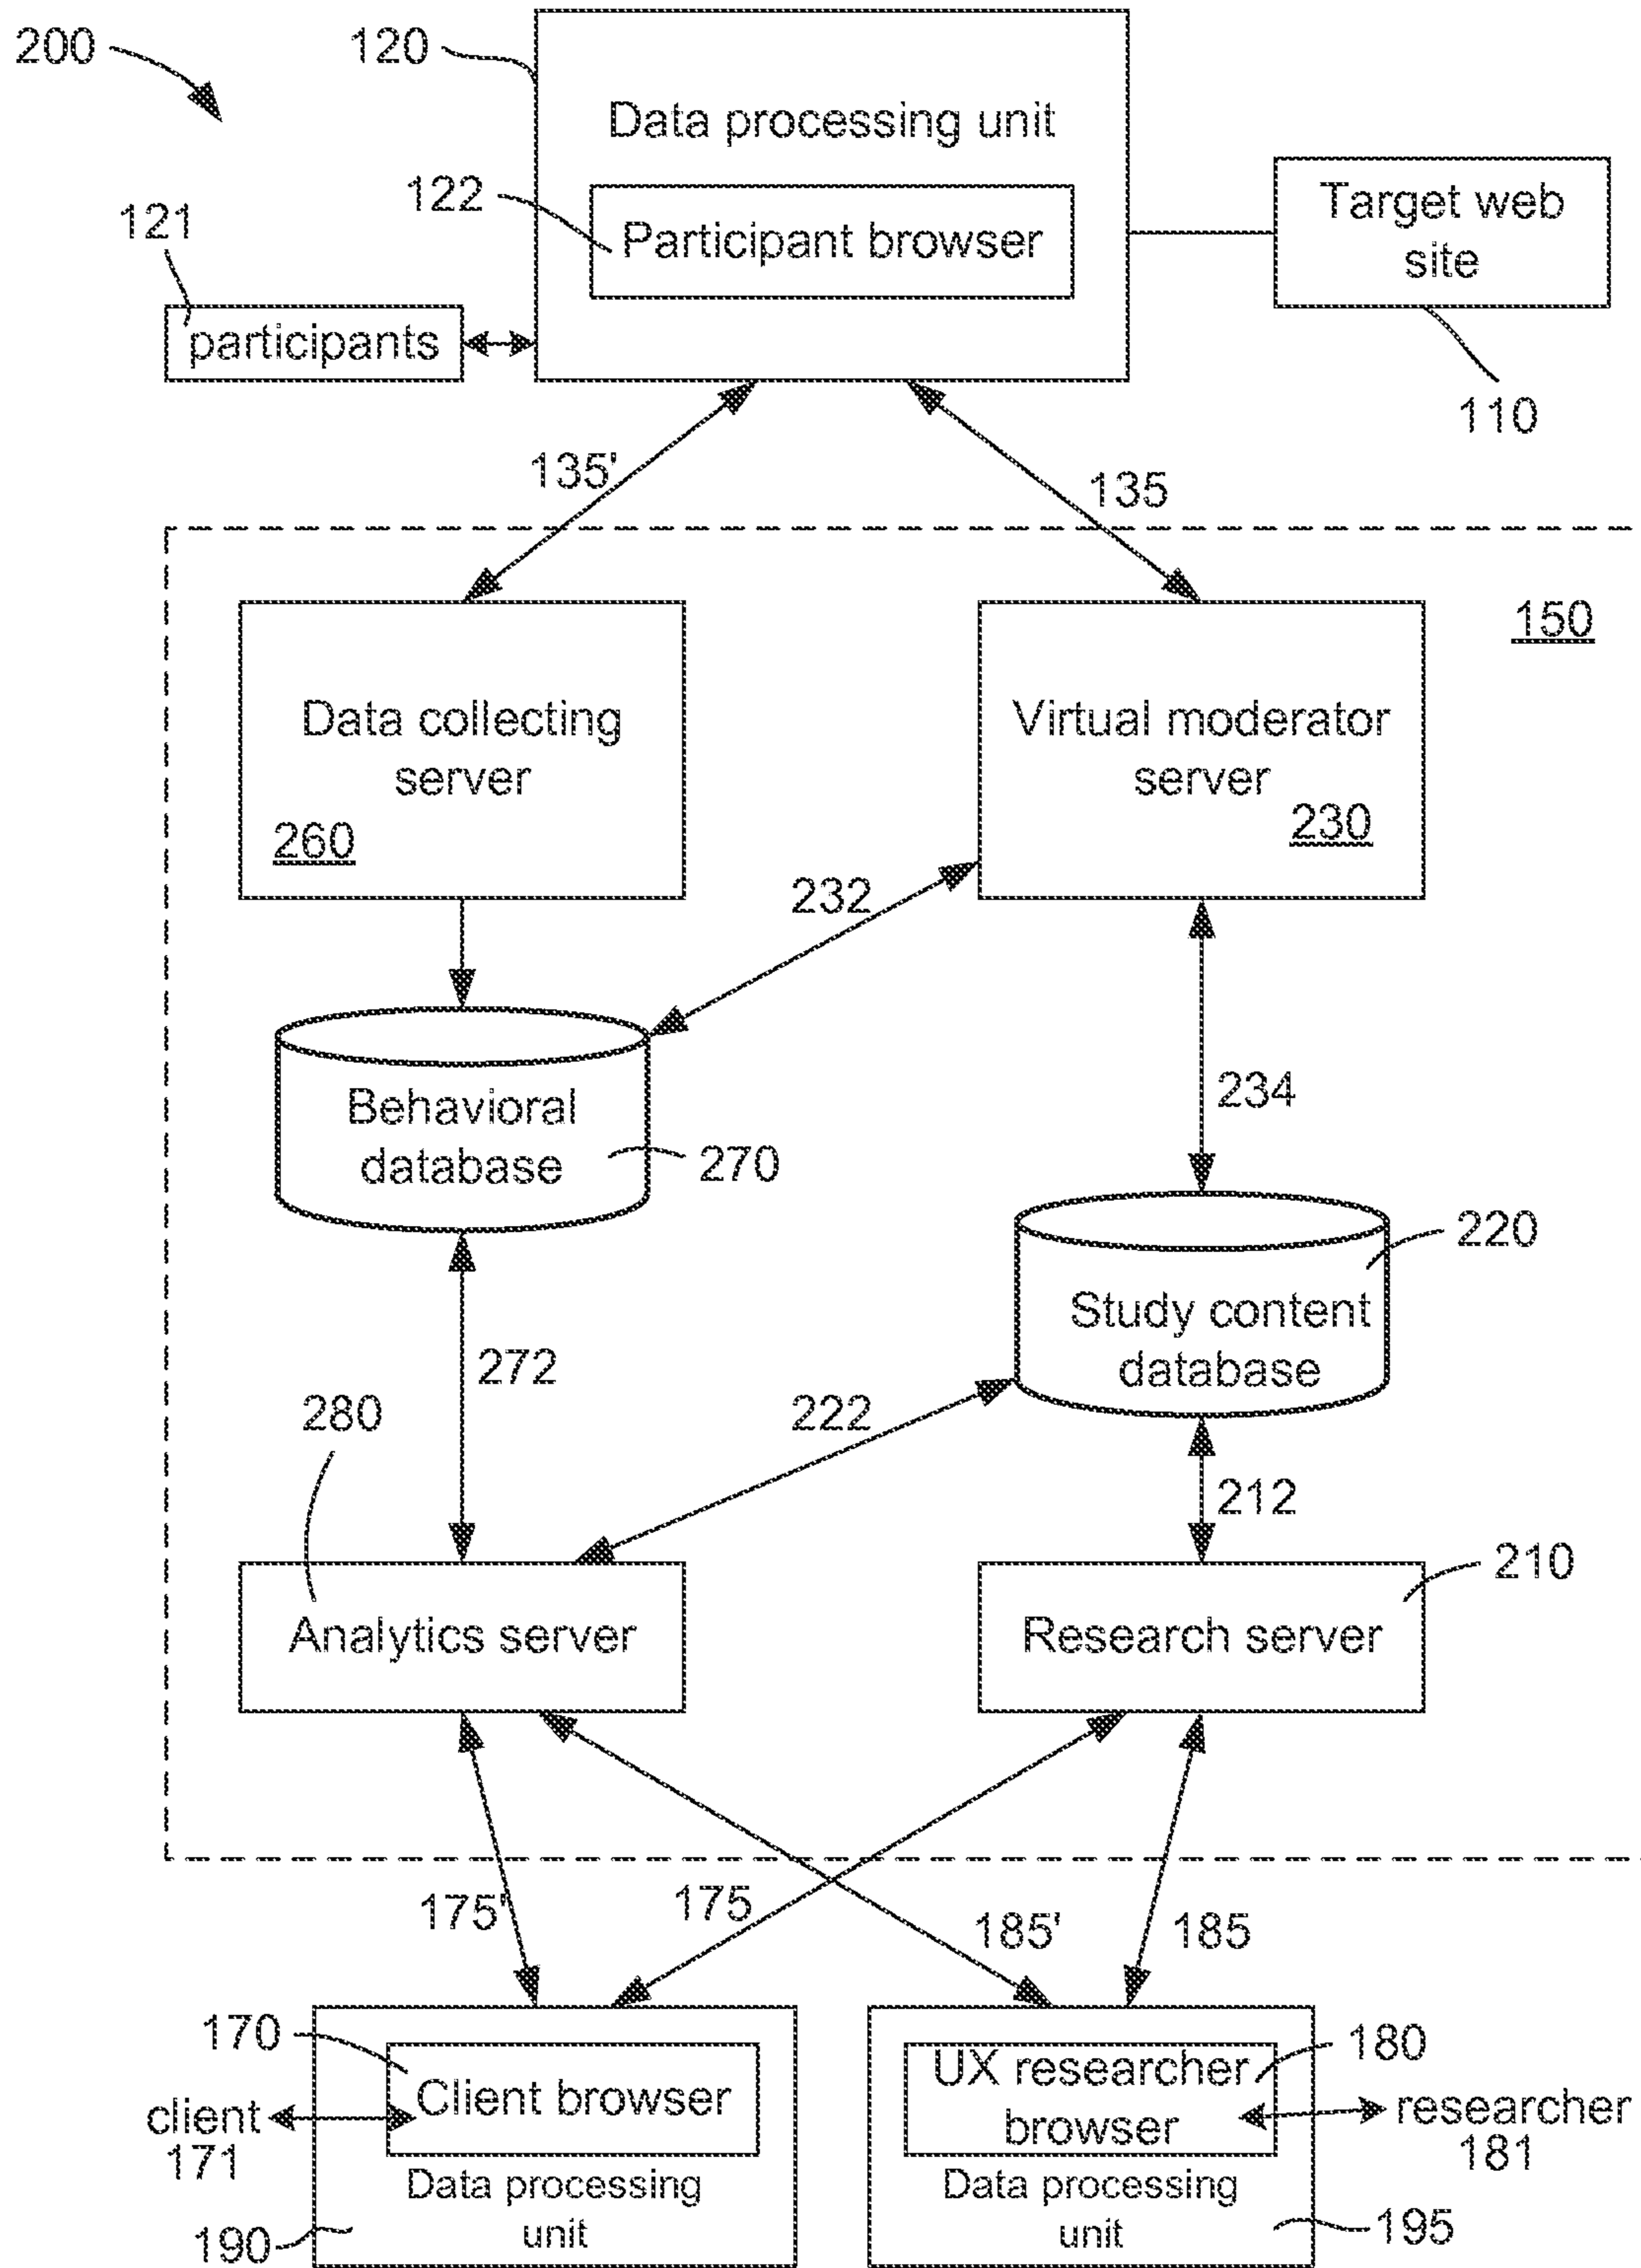 200
120
Data processing unit
122
Participant browser
Target web
site
121
participants
110
135'
135
150
Data collecting
server
260
Virtual moderator
server
230
232
Behavioral
database
270
234
220
Study content
database
272
280
222
212
210
Analytics server
Research server
175'
175
185'
185
170
Client browser
client
171
Data processing
unit
190
UX researcher
browser
180
researcher
181
Data processing
unit
195